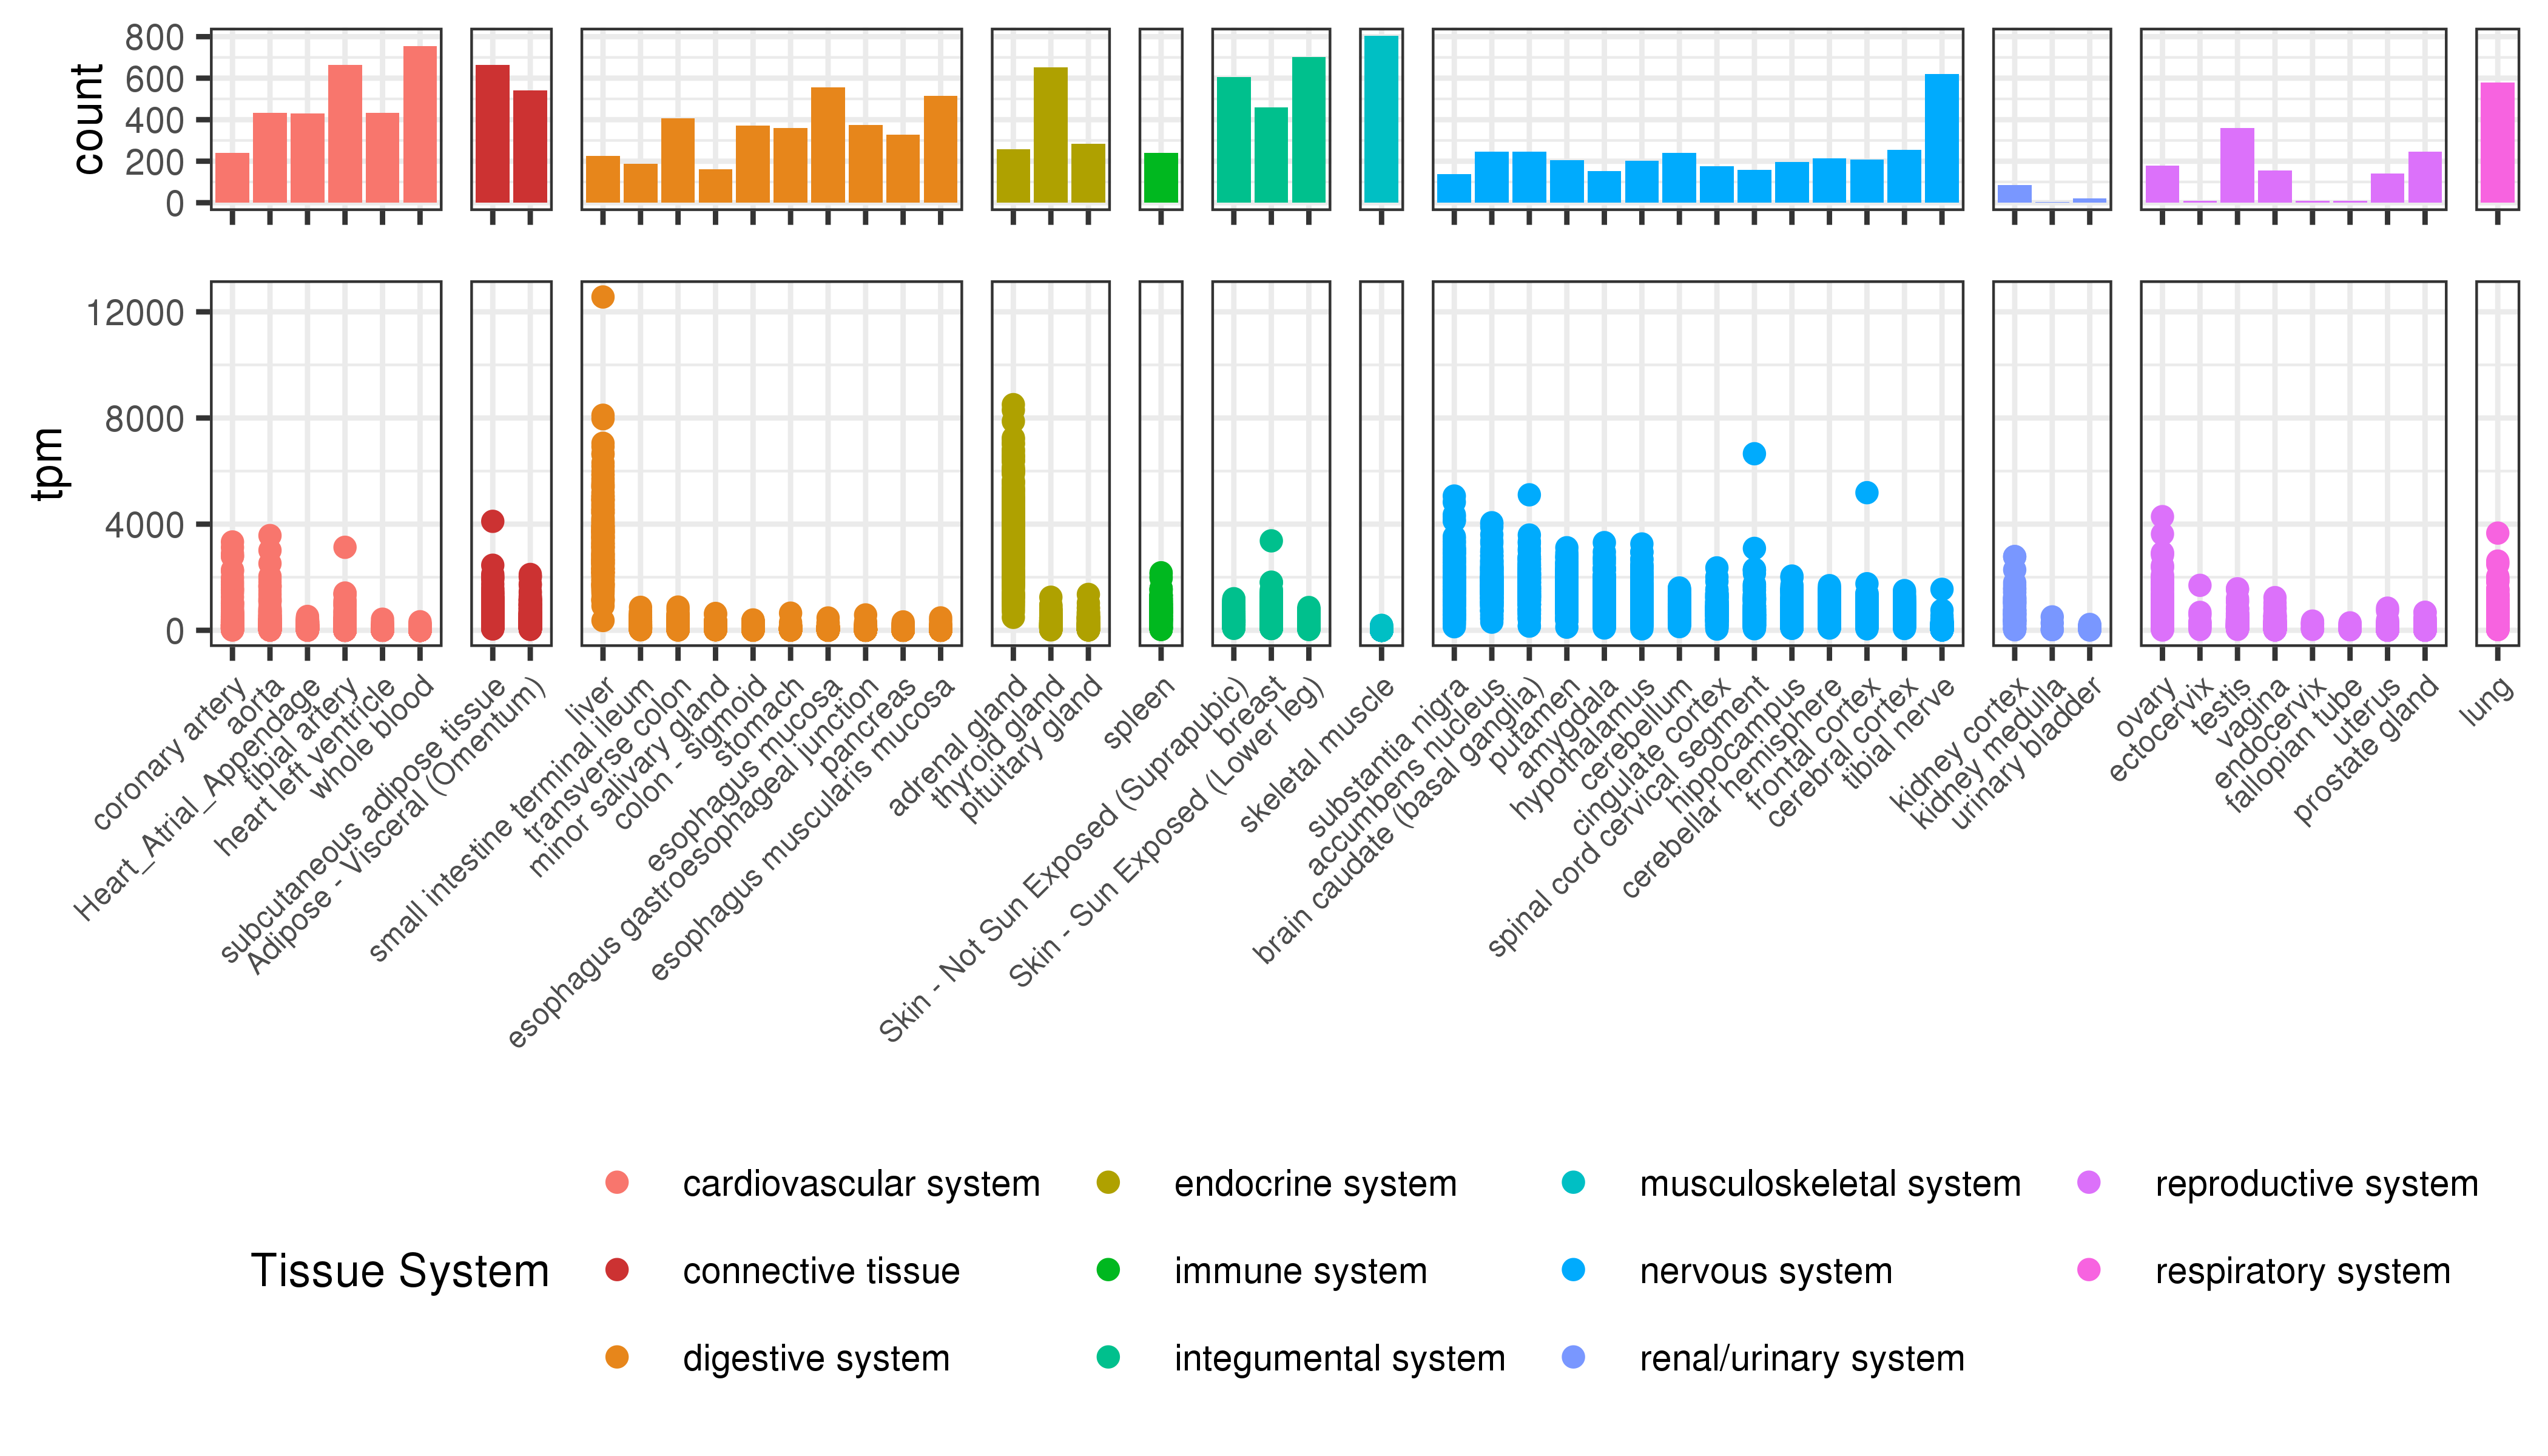 count
800
600
400
200
0
tpm
12000
8000
4000
0
coronary artery
aorta
Heart_Atrial_Appendage
tibial artery
heart left ventricle
whole blood
subcutaneous adipose tissue
Adipose - Visceral (Omentum)
liver
small intestine terminal ileum
transverse colon
minor salivary gland
colon - sigmoid
stomach
esophagus mucosa
esophagus gastroesophageal junction
pancreas
esophagus muscularis mucosa
adrenal gland
thyroid gland
pituitary gland
spleen
Skin - Not Sun Exposed (Suprapubic)
breast
Skin - Sun Exposed (Lower leg)
skeletal muscle
substantia nigra
accumbens nucleus
brain caudate (basal ganglia)
putamen
amygdala
hypothalamus
cerebellum
cingulate cortex
spinal cord cervical segment
hippocampus
cerebellar hemisphere
frontal cortex
cerebral cortex
tibial nerve
kidney cortex
kidney medulla
urinary bladder
ovary
ectocervix
testis
vagina
endocervix
fallopian tube
uterus
prostate gland
lung
Tissue System
cardiovascular system
connective tissue
digestive system
endocrine system
immune system
integumental system
musculoskeletal system
nervous system
renal/urinary system
reproductive system
respiratory system